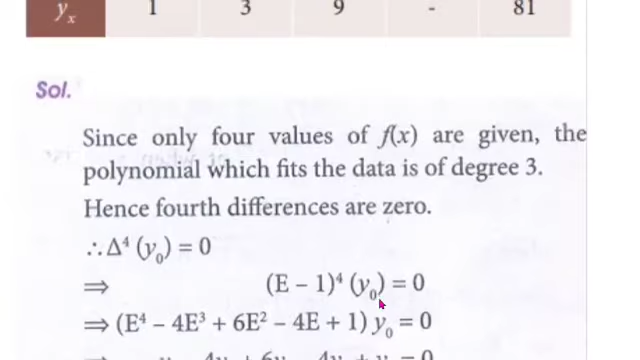 yₓ 1 3 9 - 81
Sol.
Since only four values of f(x) are given, the
polynomial which fits the data is of degree 3.
Hence fourth differences are zero.
∴Δ⁴ (y₀) = 0
⇒ (E – 1)⁴ (y₀) = 0
⇒ (E⁴ – 4E³ + 6E² – 4E + 1) y₀ = 0